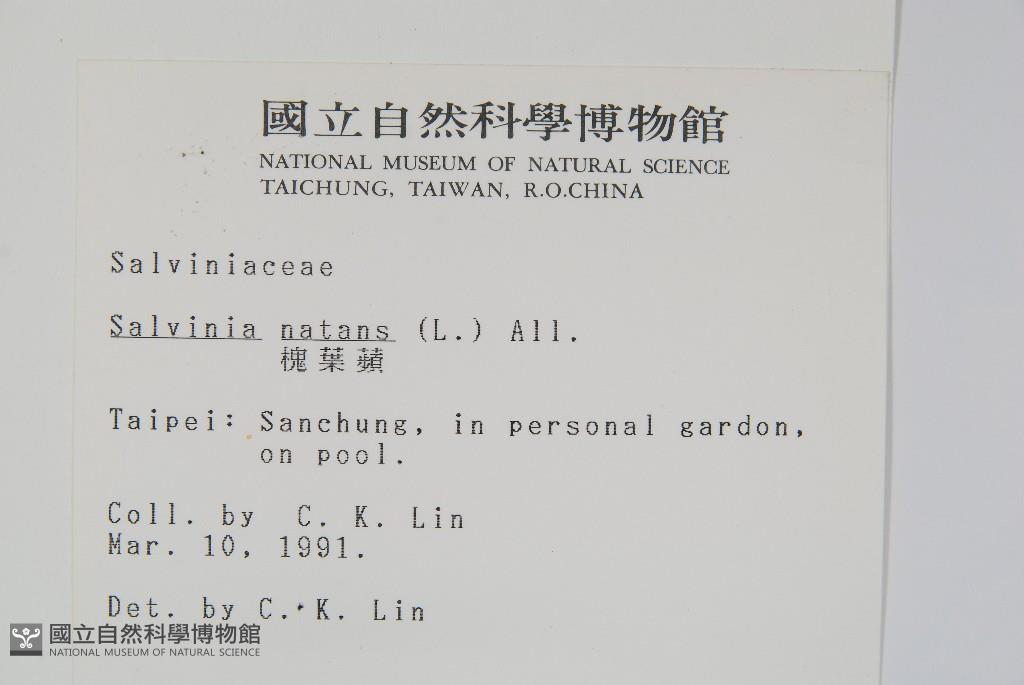 國立自然科學博物館
NATIONAL MUSEUM OF NATURAL SCIENCE
TAICHUNG, TAIWAN, R.O.CHINA
Salviniaceae
Salvinia natans (L.) All.
槐葉蘋
Taipei: Sanchung, in personal gardon,
on pool.
Coll. by C. K. Lin
Mar. 10, 1991.
Det. by C. K. Lin
國立自然科學博物館
NATIONAL MUSEUM OF NATURAL SCIENCE